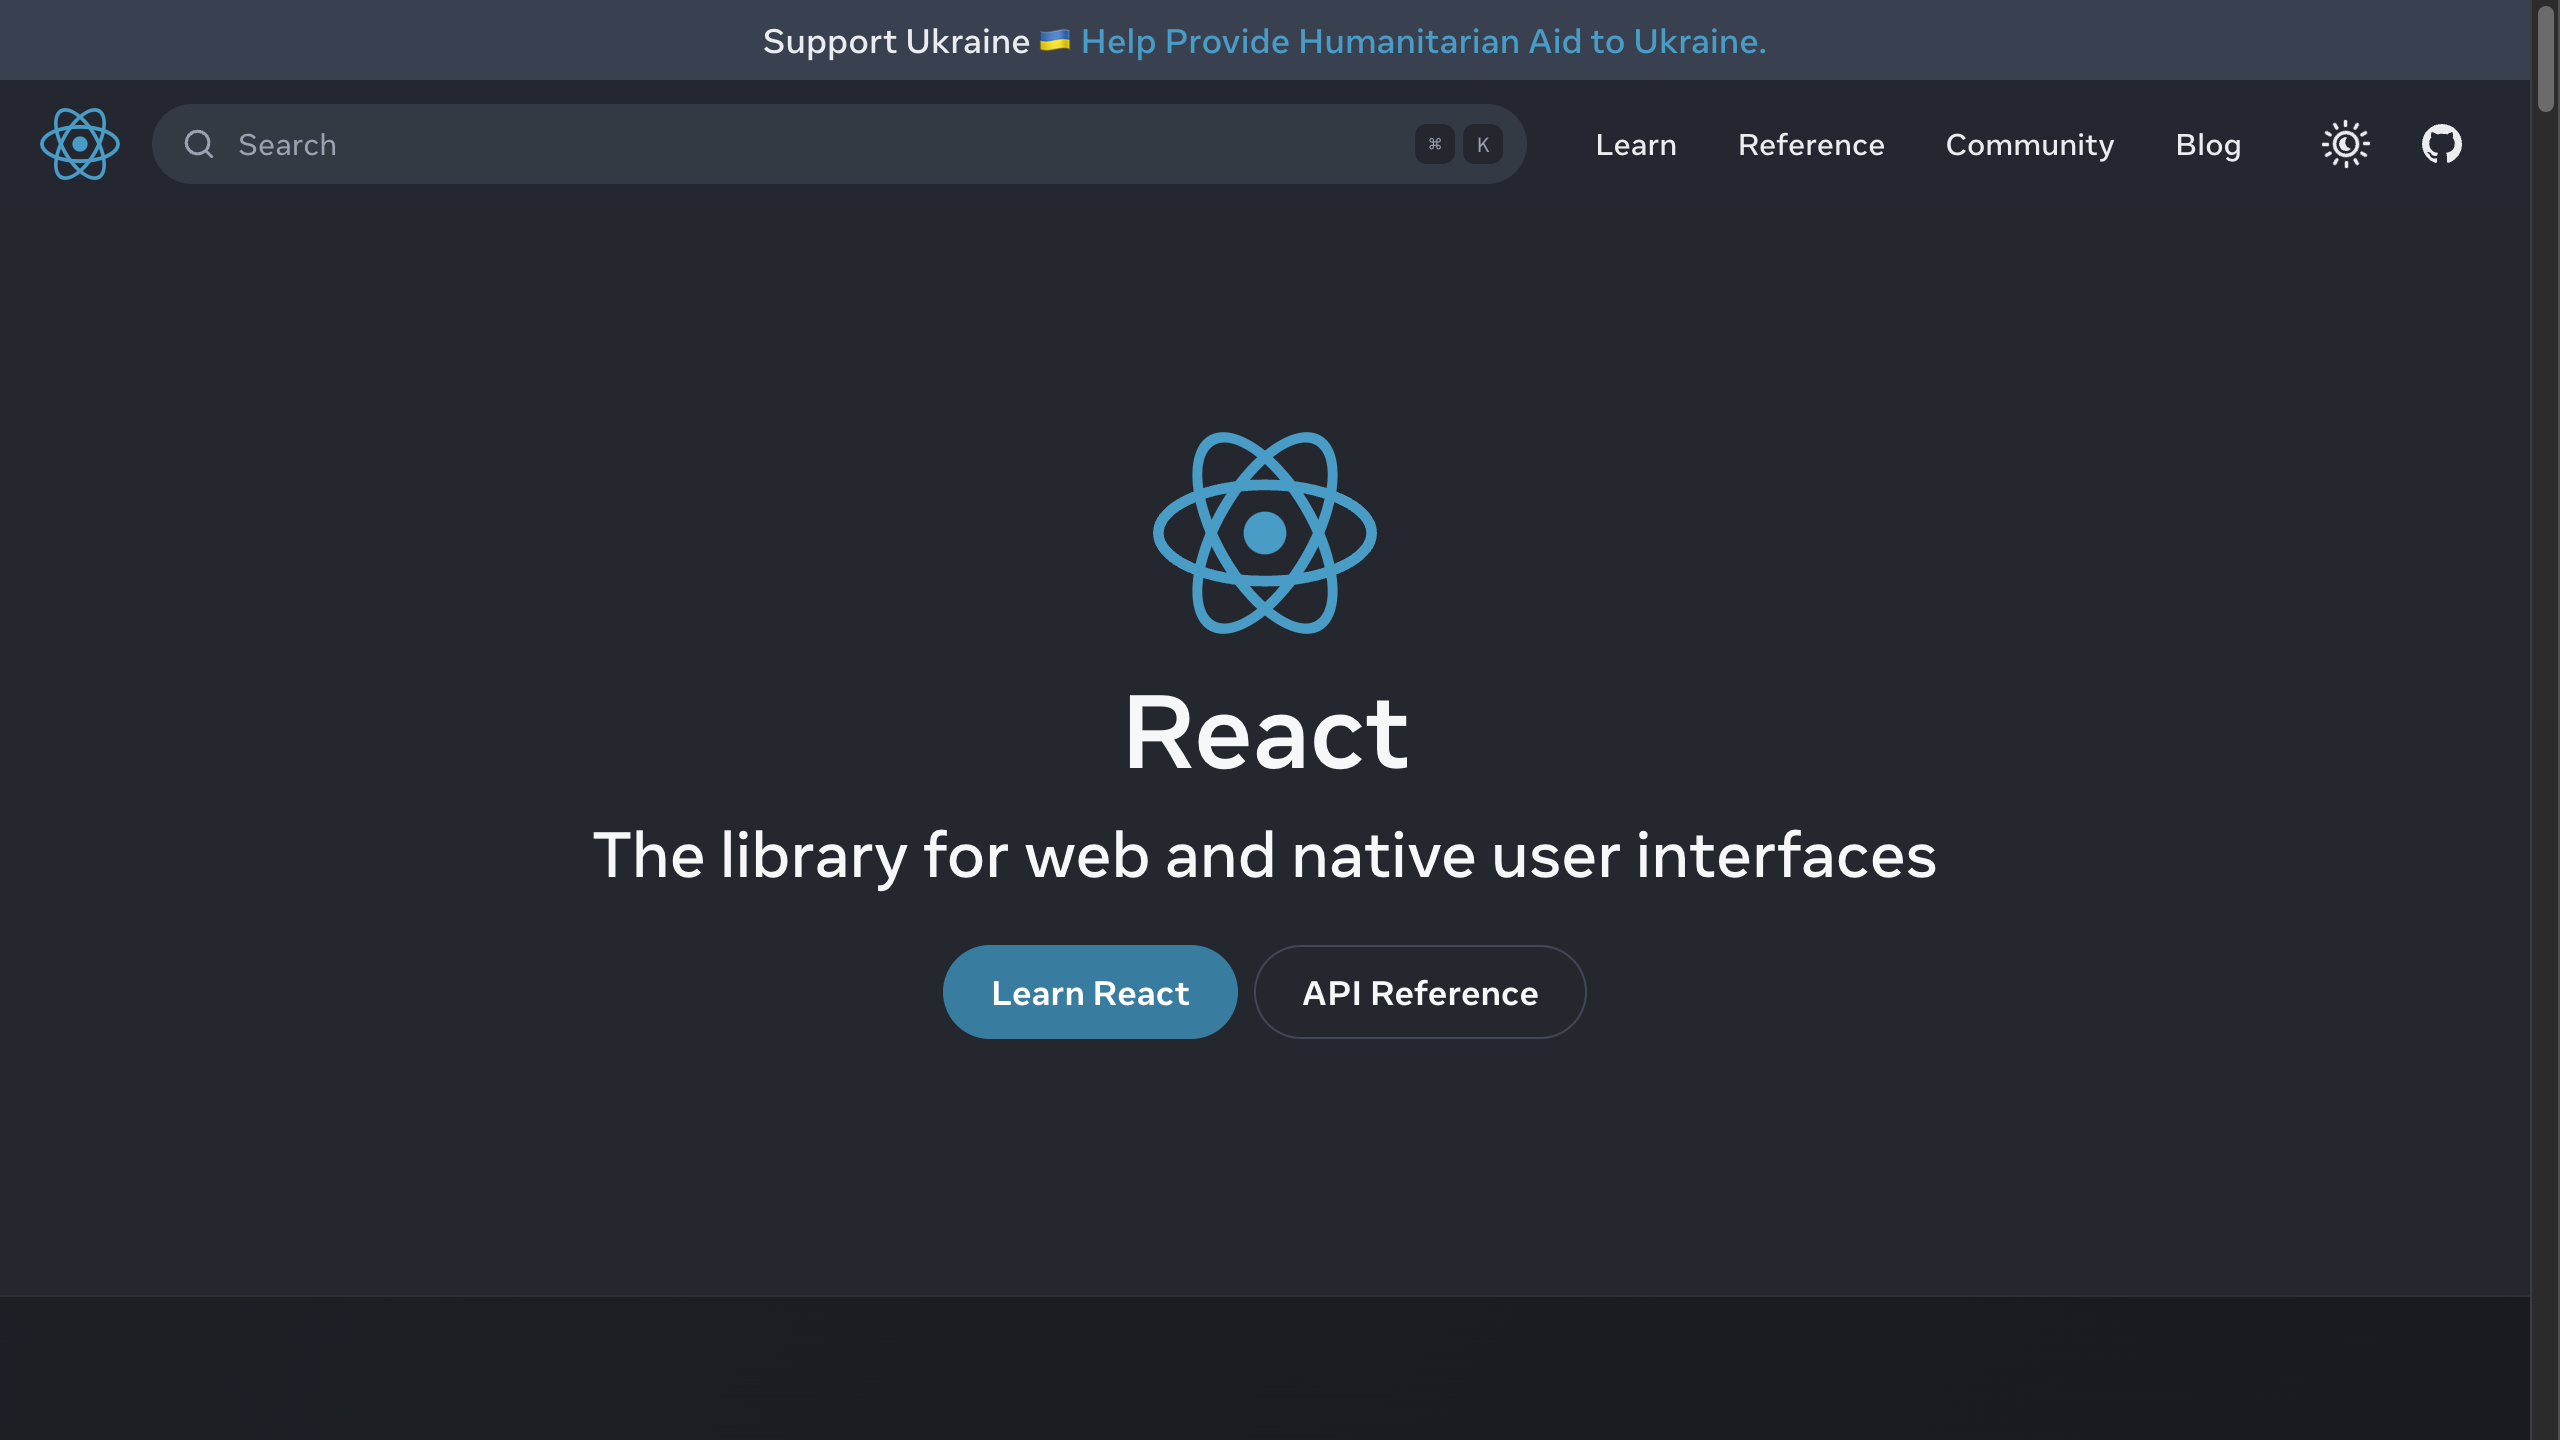 Support Ukraine 🇺🇦 Help Provide Humanitarian Aid to Ukraine.
Search ⌘ K Learn Reference Community Blog
React
The library for web and native user interfaces
Learn React API Reference